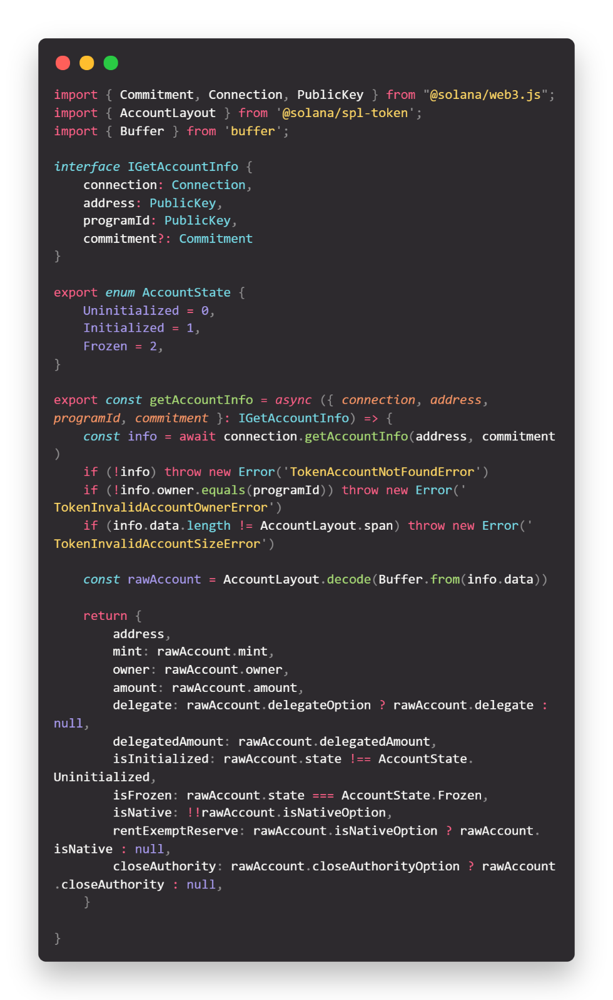 import { Commitment, Connection, PublicKey } from "@solana/web3.js";
import { AccountLayout } from '@solana/spl-token';
import { Buffer } from 'buffer';

interface IGetAccountInfo {
    connection: Connection,
    address: PublicKey,
    programId: PublicKey,
    commitment?: Commitment
}

export enum AccountState {
    Uninitialized = 0,
    Initialized = 1,
    Frozen = 2,
}

export const getAccountInfo = async ({ connection, address,
programId, commitment }: IGetAccountInfo) => {
    const info = await connection.getAccountInfo(address, commitment
)
    if (!info) throw new Error('TokenAccountNotFoundError')
    if (!info.owner.equals(programId)) throw new Error('
TokenInvalidAccountOwnerError')
    if (info.data.length != AccountLayout.span) throw new Error('
TokenInvalidAccountSizeError')

    const rawAccount = AccountLayout.decode(Buffer.from(info.data))

    return {
        address,
        mint: rawAccount.mint,
        owner: rawAccount.owner,
        amount: rawAccount.amount,
        delegate: rawAccount.delegateOption ? rawAccount.delegate :
null,
        delegatedAmount: rawAccount.delegatedAmount,
        isInitialized: rawAccount.state !== AccountState.
Uninitialized,
        isFrozen: rawAccount.state === AccountState.Frozen,
        isNative: !!rawAccount.isNativeOption,
        rentExemptReserve: rawAccount.isNativeOption ? rawAccount.
isNative : null,
        closeAuthority: rawAccount.closeAuthorityOption ? rawAccount
.closeAuthority : null,
    }

}